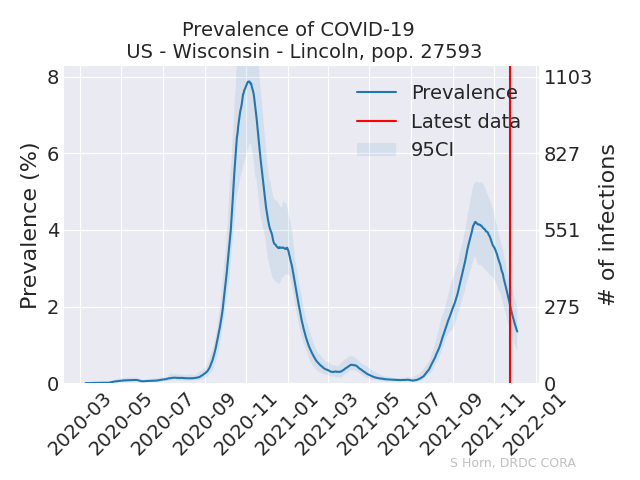 Prevalence of COVID-19
US - Wisconsin - Lincoln, pop. 27593
Prevalence (%)
8
6
4
2
0
1103
827
551
275
0
# of infections
Prevalence
Latest data
95CI
2020-03
2020-05
2020-07
2020-09
2020-11
2021-01
2021-03
2021-05
2021-07
2021-09
2021-11
2022-01
S Horn, DRDC CORA